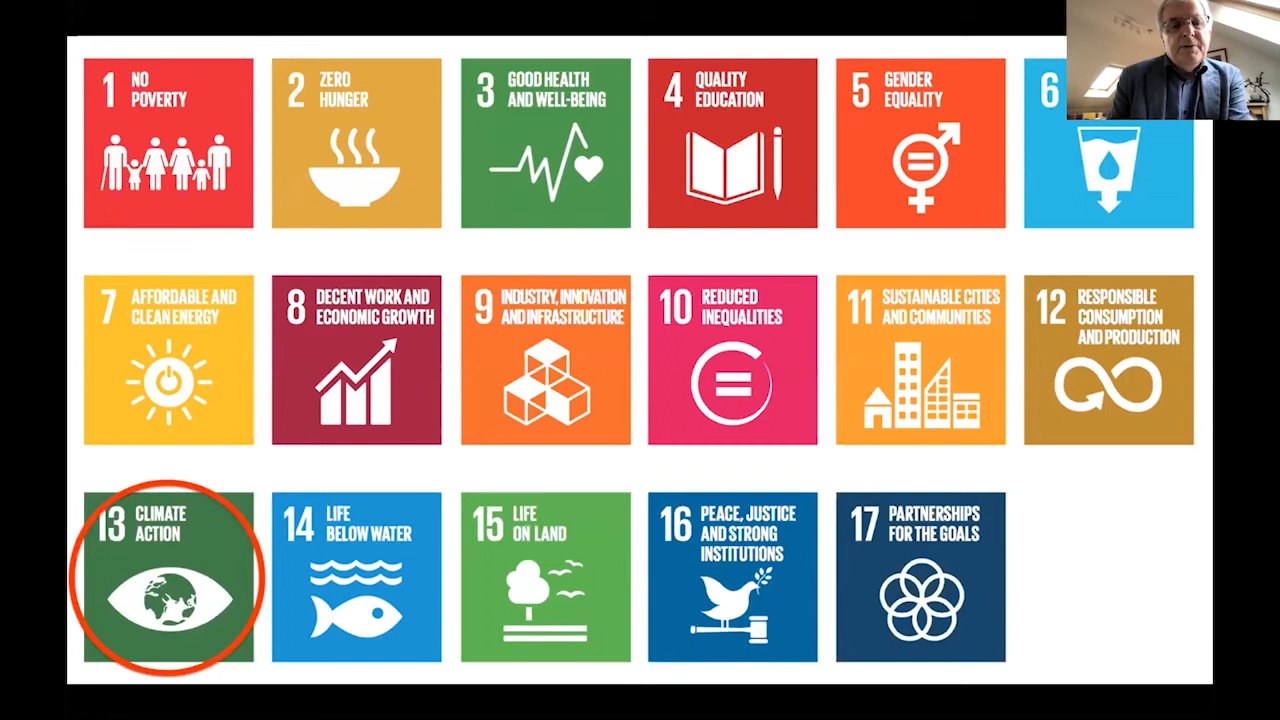 1 NO
POVERTY
2 ZERO
HUNGER
3 GOOD HEALTH
AND WELL-BEING
4 QUALITY
EDUCATION
5 GENDER
EQUALITY
6
7 AFFORDABLE AND
CLEAN ENERGY
8 DECENT WORK AND
ECONOMIC GROWTH
9 INDUSTRY, INNOVATION
AND INFRASTRUCTURE
10 REDUCED
INEQUALITIES
11 SUSTAINABLE CITIES
AND COMMUNITIES
12 RESPONSIBLE
CONSUMPTION
AND PRODUCTION
13 CLIMATE
ACTION
14 LIFE
BELOW WATER
15 LIFE
ON LAND
16 PEACE, JUSTICE
AND STRONG
INSTITUTIONS
17 PARTNERSHIPS
FOR THE GOALS